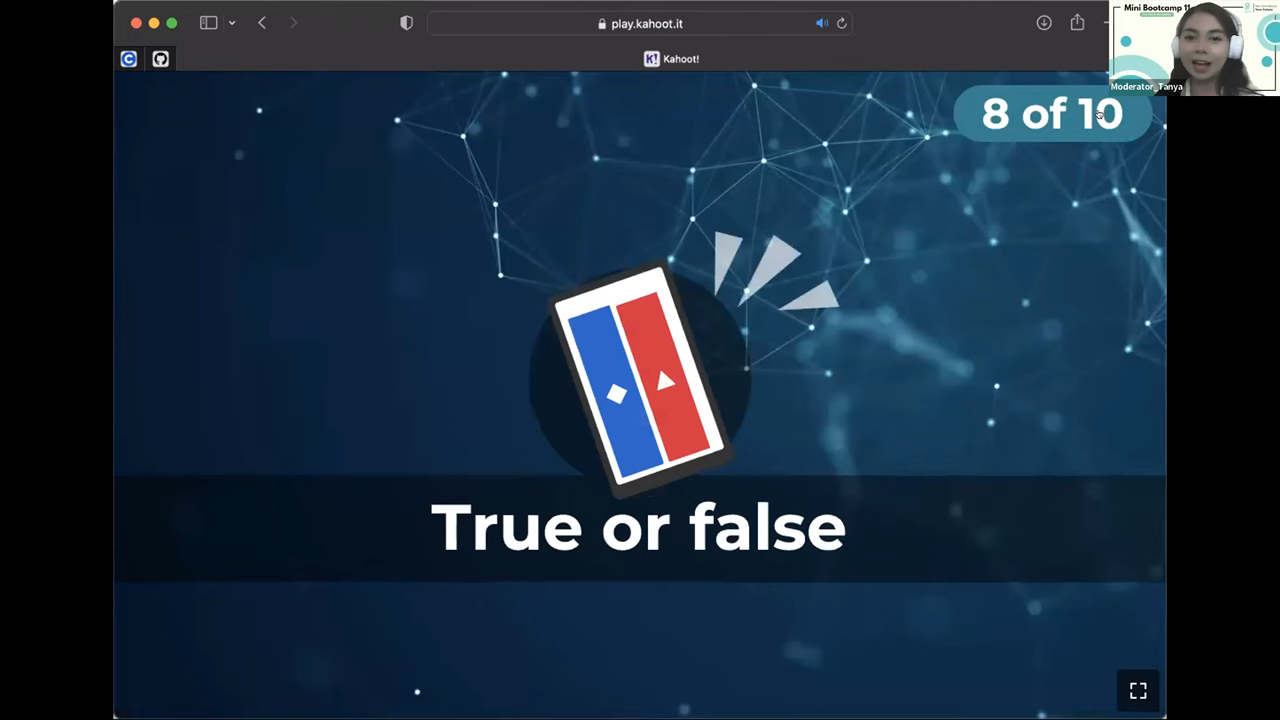 play.kahoot.it
K! Kahoot!
Mini Bootcamp 11
Moderator_Tanya
8 of 10
True or false